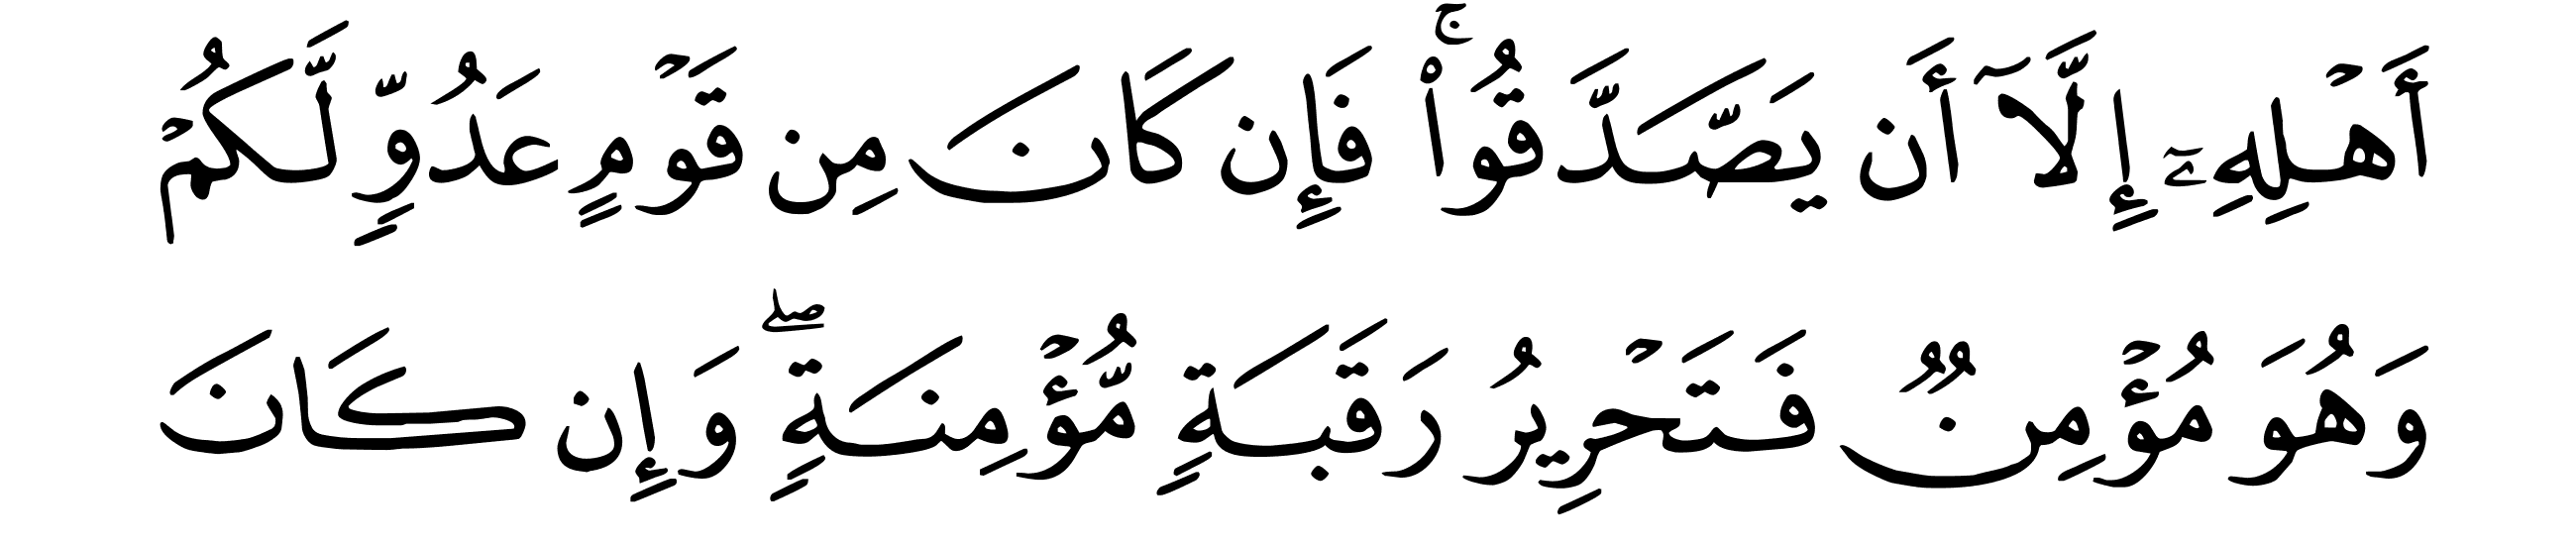 أَهۡلِهِۦٓ إِلَّآ أَن يَصَّدَّقُواْۚ فَإِن كَانَ مِن قَوۡمٍ عَدُوّٖ لَّكُمۡ
وَهُوَ مُؤۡمِنٞ فَتَحۡرِيرُ رَقَبَةٖ مُّؤۡمِنَةٖۖ وَإِن كَانَ